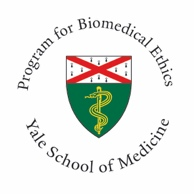 Program for Biomedical Ethics
Yale School of Medicine